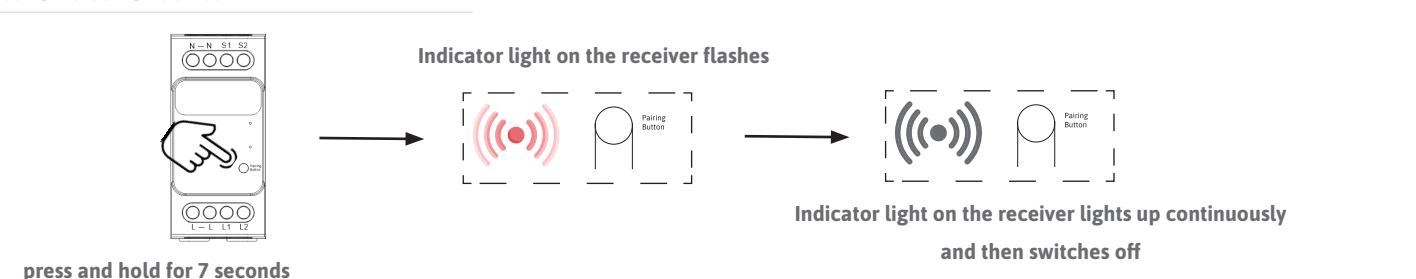 N – N S1 S2
Pairing
Button
L – L L1 L2
press and hold for 7 seconds
Indicator light on the receiver flashes
Pairing
Button
Pairing
Button
Indicator light on the receiver lights up continuously
and then switches off